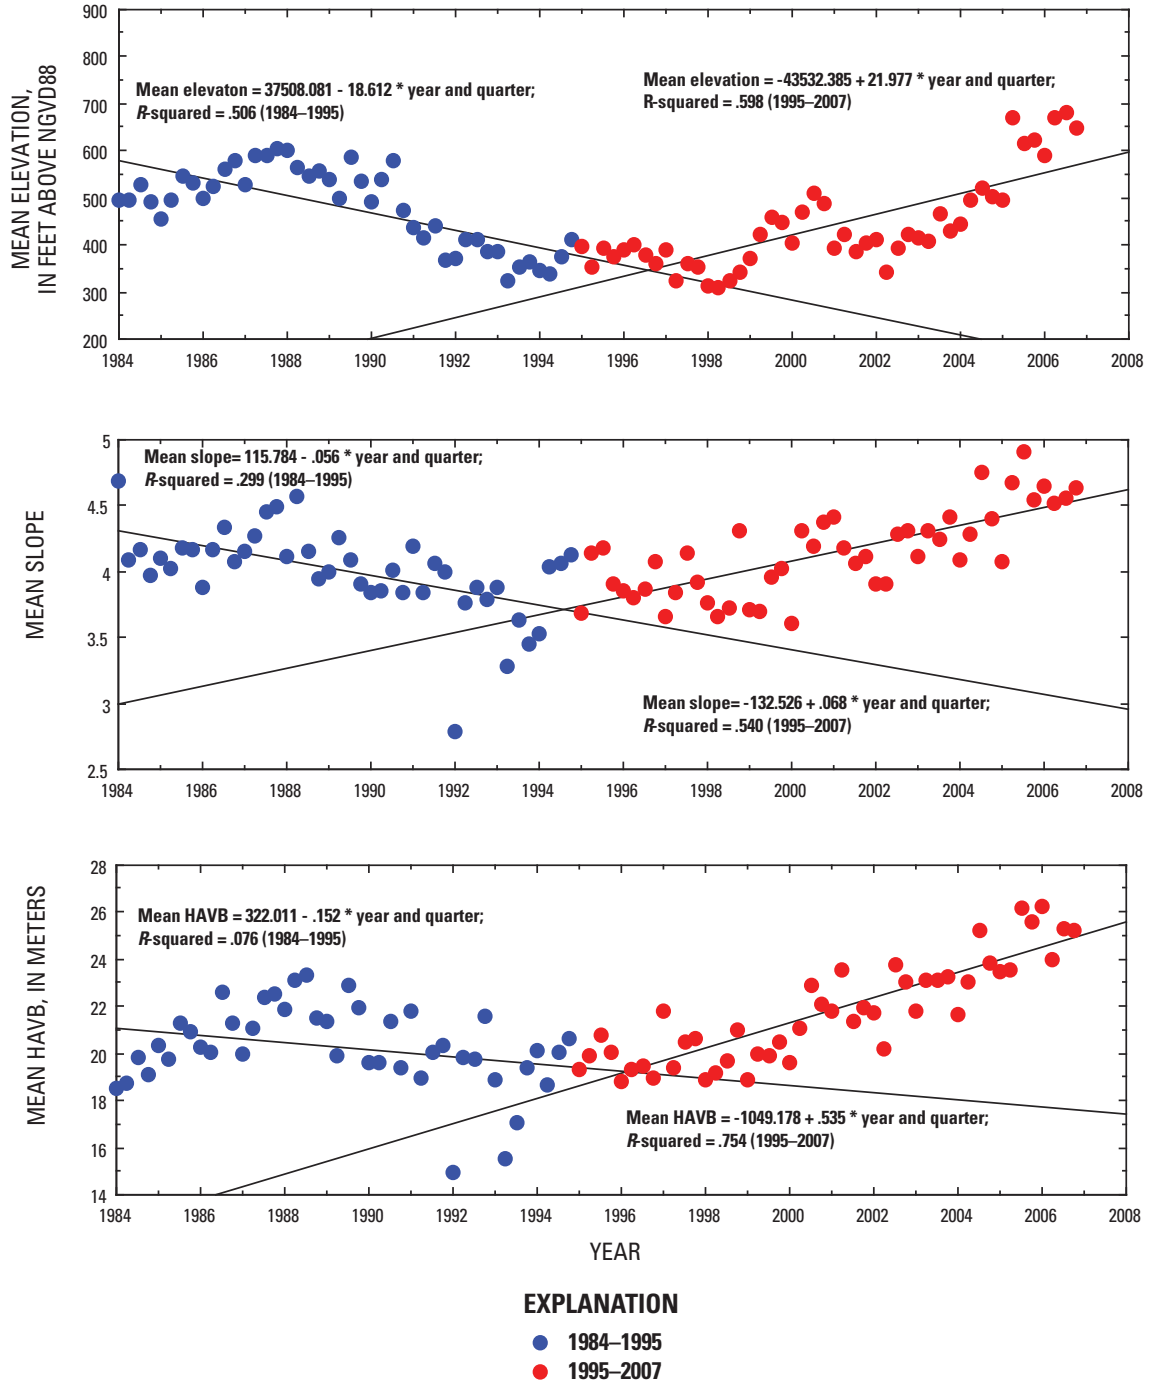 MEAN ELEVATION,
IN FEET ABOVE NGVD88
900
800
700
600
500
400
300
200
Mean elevaton = 37508.081 - 18.612 * year and quarter;
R-squared = .506 (1984–1995)
Mean elevation = -43532.385 + 21.977 * year and quarter;
R-squared = .598 (1995–2007)
1984 1986 1988 1990 1992 1994 1996 1998 2000 2002 2004 2006 2008
MEAN SLOPE
5
4.5
4
3.5
3
2.5
Mean slope= 115.784 - .056 * year and quarter;
R-squared = .299 (1984–1995)
Mean slope= -132.526 + .068 * year and quarter;
R-squared = .540 (1995–2007)
1984 1986 1988 1990 1992 1994 1996 1998 2000 2002 2004 2006 2008
MEAN HAVB, IN METERS
28
26
24
22
20
18
16
14
Mean HAVB = 322.011 - .152 * year and quarter;
R-squared = .076 (1984–1995)
Mean HAVB = -1049.178 + .535 * year and quarter;
R-squared = .754 (1995–2007)
1984 1986 1988 1990 1992 1994 1996 1998 2000 2002 2004 2006 2008
YEAR
EXPLANATION
1984–1995
1995–2007